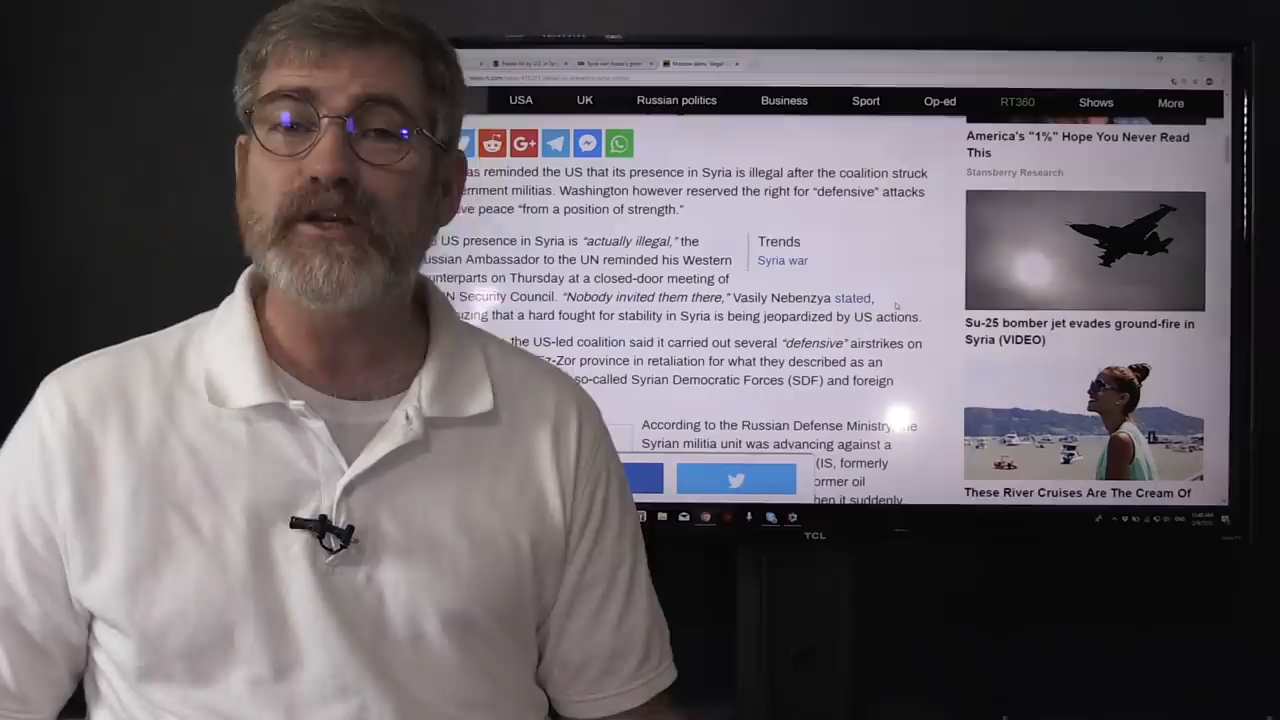 USA UK Russian politics Business Sport Op-ed RT360 Shows More
G+
as reminded the US that its presence in Syria is illegal after the coalition struck
ernment militias. Washington however reserved the right for "defensive" attacks
ve peace "from a position of strength."
US presence in Syria is "actually illegal," the
ussian Ambassador to the UN reminded his Western
unterparts on Thursday at a closed-door meeting of
N Security Council. "Nobody invited them there," Vasily Nebenzya stated,
izing that a hard fought for stability in Syria is being jeopardized by US actions.
Trends
Syria war
the US-led coalition said it carried out several "defensive" airstrikes on
Ez-Zor province in retaliation for what they described as an
so-called Syrian Democratic Forces (SDF) and foreign
According to the Russian Defense Ministry, the
Syrian militia unit was advancing against a
(IS, formerly
ormer oil
hen it suddenly
America's "1%" Hope You Never Read
This
Stansberry Research
Su-25 bomber jet evades ground-fire in
Syria (VIDEO)
These River Cruises Are The Cream Of
TCL